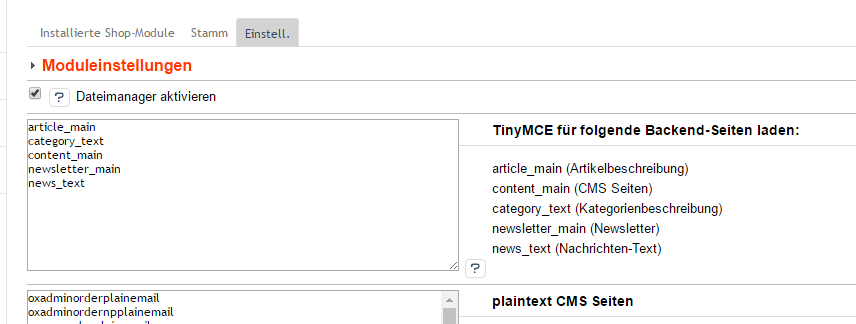 Installierte Shop-Module Stamm Einstell.
Moduleinstellungen
? Dateimanager aktivieren
article_main
category_text
content_main
newsletter_main
news_text
TinyMCE für folgende Backend-Seiten laden:
article_main (Artikelbeschreibung)
content_main (CMS Seiten)
category_text (Kategorienbeschreibung)
newsletter_main (Newsletter)
news_text (Nachrichten-Text)
?
oxadminorderplainemail
oxadminordernpplainemail
plaintext CMS Seiten